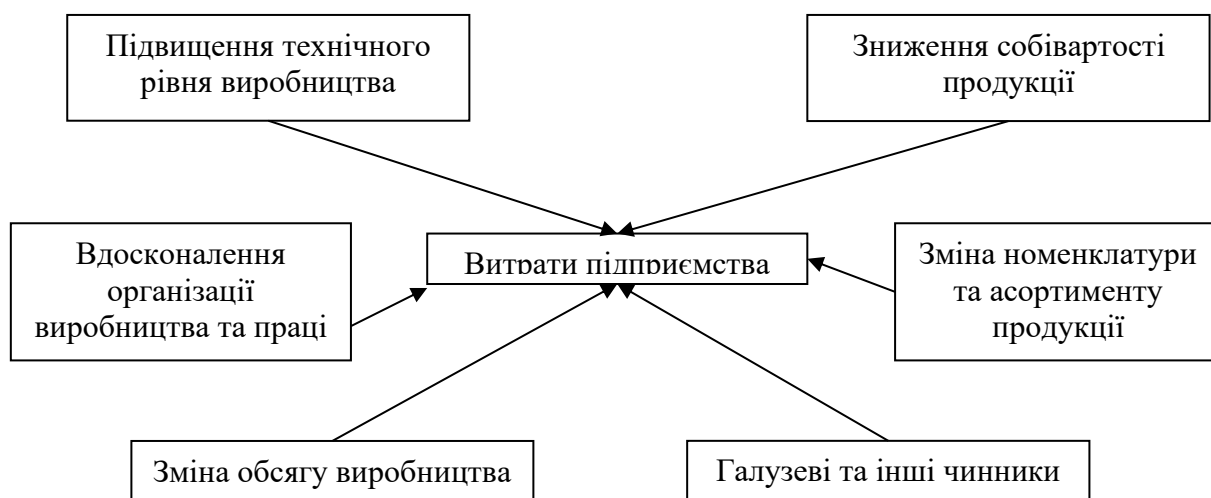 Підвищення технічного
рівня виробництва
Зниження собівартості
продукції
Вдосконалення
організації
виробництва та праці
Витрати підприємства
Зміна номенклатури
та асортименту
продукції
Зміна обсягу виробництва
Галузеві та інші чинники